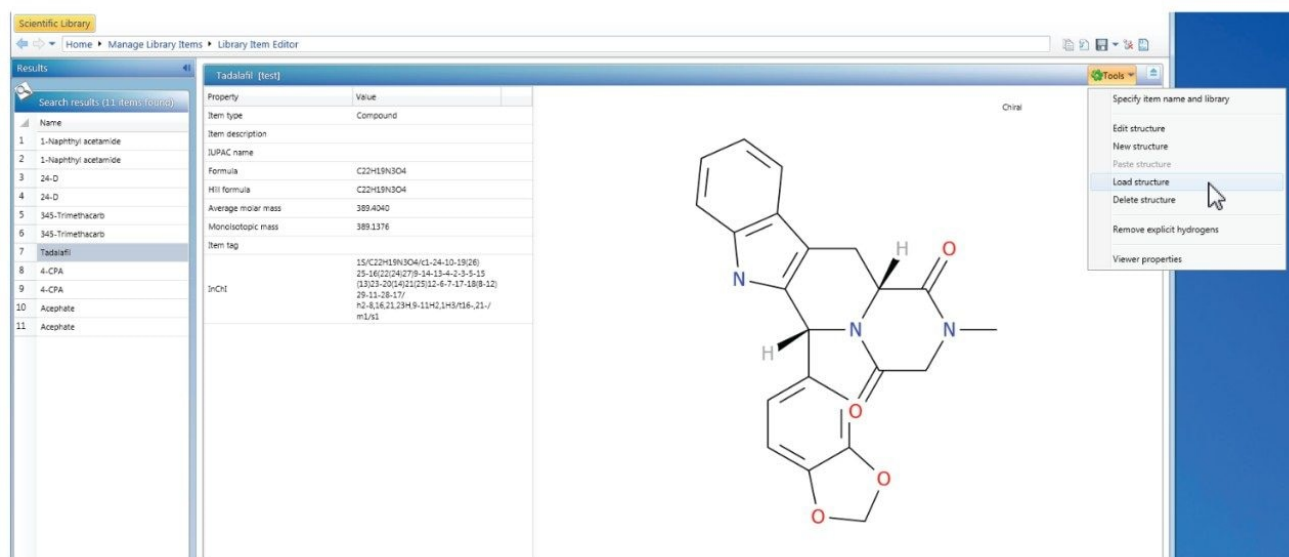 Scientific Library
Home ▸ Manage Library Items ▸ Library Item Editor
Results
Search results (11 items found)
Name
1 1-Naphthyl acetamide
2 1-Naphthyl acetamide
3 24-D
4 24-D
5 345-Trimethacarb
6 345-Trimethacarb
7 Tadalafil
8 4-CPA
9 4-CPA
10 Acephate
11 Acephate
Tadalafil [test]
Property Value
Item type Compound
Item description
IUPAC name
Formula C22H19N3O4
Hill formula C22H19N3O4
Average molar mass 389.4040
Monoisotopic mass 389.1376
Item tag
InChI
1S/C22H19N3O4/c1-24-10-19(26)
25-16(22(24)27)9-14-13-4-2-3-5-15
(13)23-20(14)21(25)12-6-7-17-18(8-12)
29-11-28-17/
h2-8,16,21,23H,9-11H2,1H3/t16-,21-/
m1/s1
Chiral
H
O
N
N
N
H
O
O
O
Tools
Specify item name and library
Edit structure
New structure
Paste structure
Load structure
Delete structure
Remove explicit hydrogens
Viewer properties